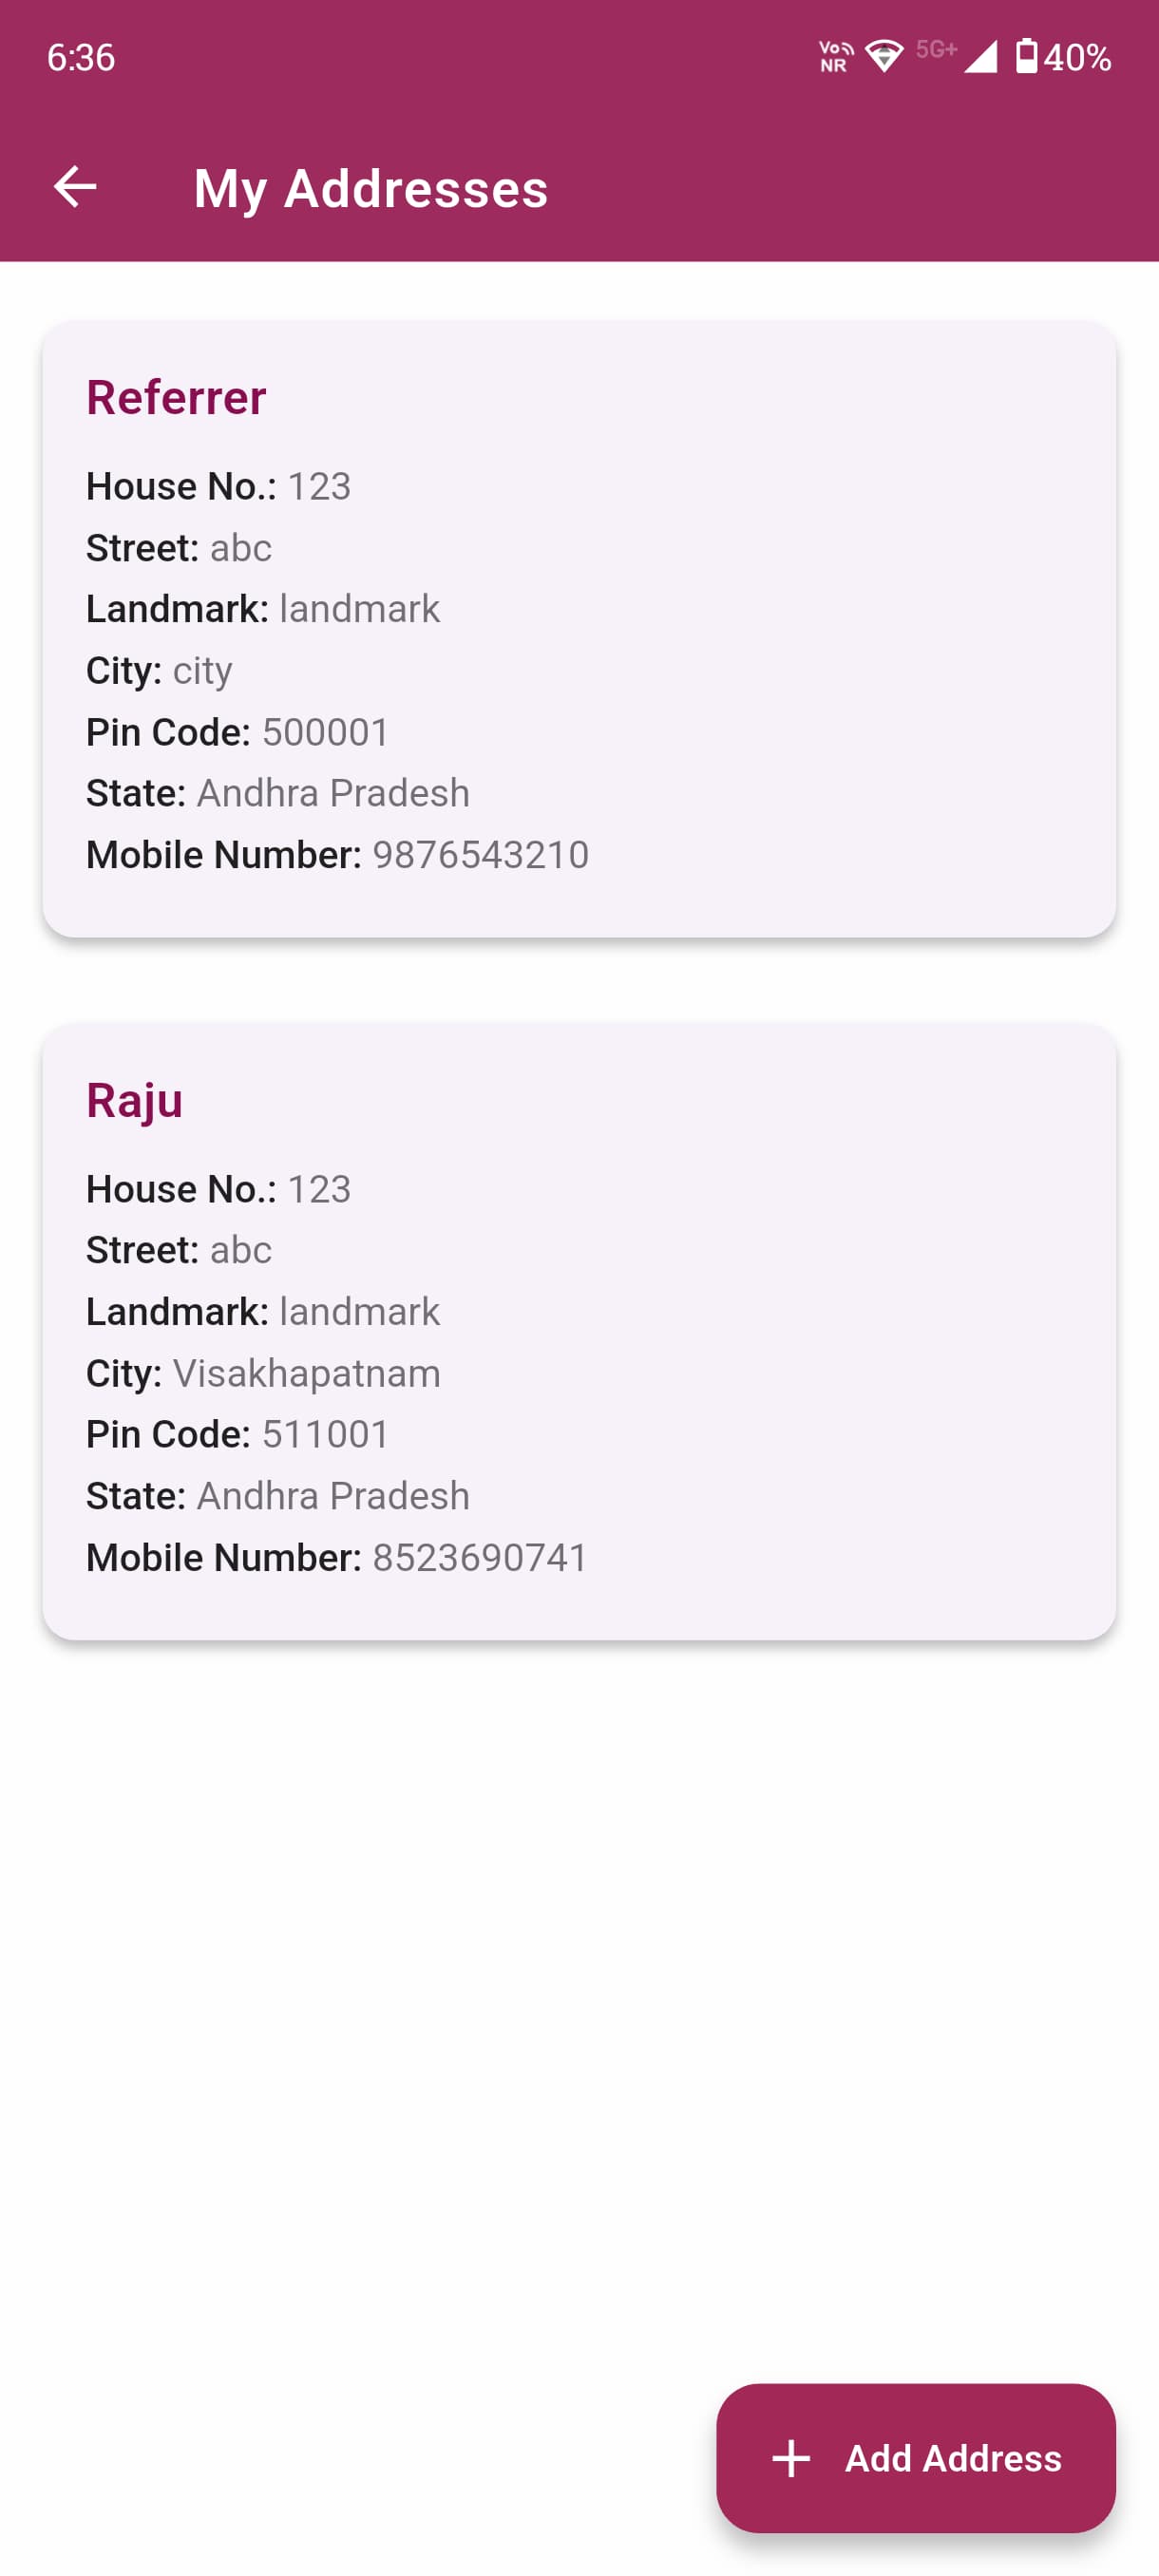 6:36
Vo NR 5G+ 40%
My Addresses
Referrer
House No.: 123
Street: abc
Landmark: landmark
City: city
Pin Code: 500001
State: Andhra Pradesh
Mobile Number: 9876543210
Raju
House No.: 123
Street: abc
Landmark: landmark
City: Visakhapatnam
Pin Code: 511001
State: Andhra Pradesh
Mobile Number: 8523690741
Add Address